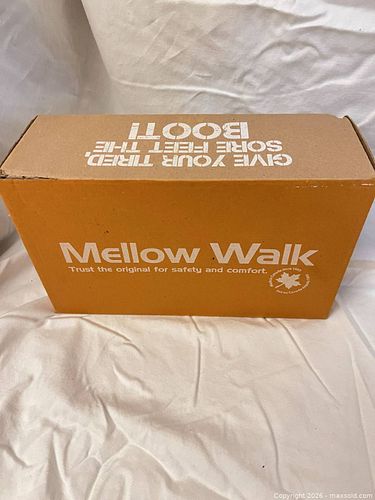 GIVE YOUR TIRED,
SORE FEET THE
BOOT!
Mellow Walk
Trust the original for safety and comfort.
Copyright 2026 - maxsold.com